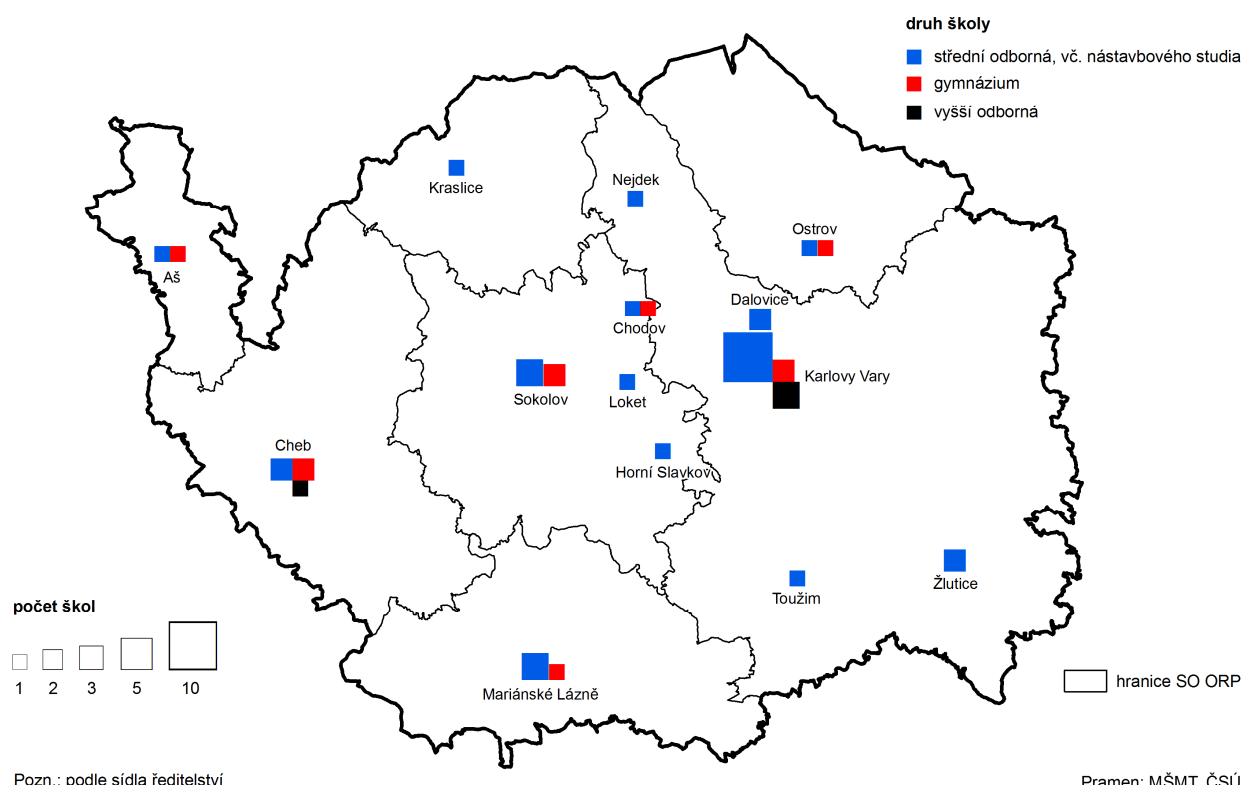 druh školy
střední odborná, vč. nástavbového studia
gymnázium
vyšší odborná
Kraslice
Nejdek
Ostrov
Aš
Dalovice
Chodov
Karlovy Vary
Sokolov
Loket
Cheb
Horní Slavkov
Žlutice
Toužim
počet škol
1 2 3 5 10
Mariánské Lázně
hranice SO ORP
Pozn.: podle sídla ředitelství
Pramen: MŠMT, ČSÚ